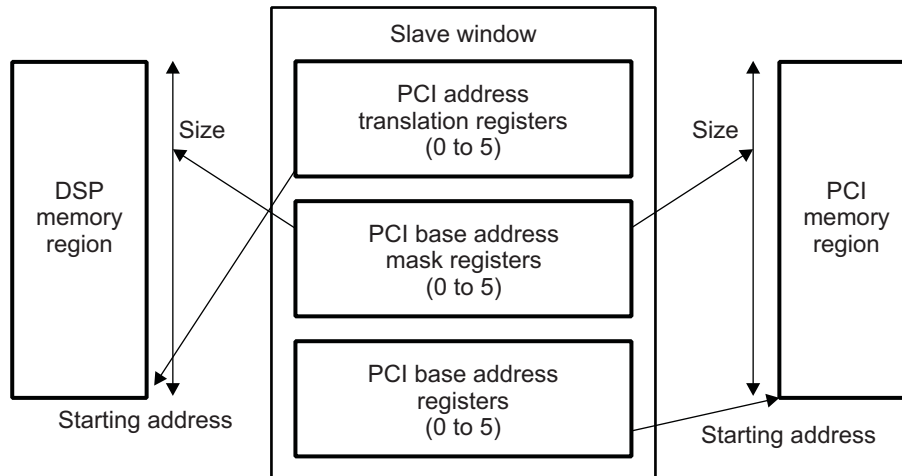 Slave window
PCI address
translation registers
(0 to 5)
Size
Size
DSP
memory
region
PCI base address
mask registers
(0 to 5)
PCI
memory
region
PCI base address
registers
(0 to 5)
Starting address
Starting address